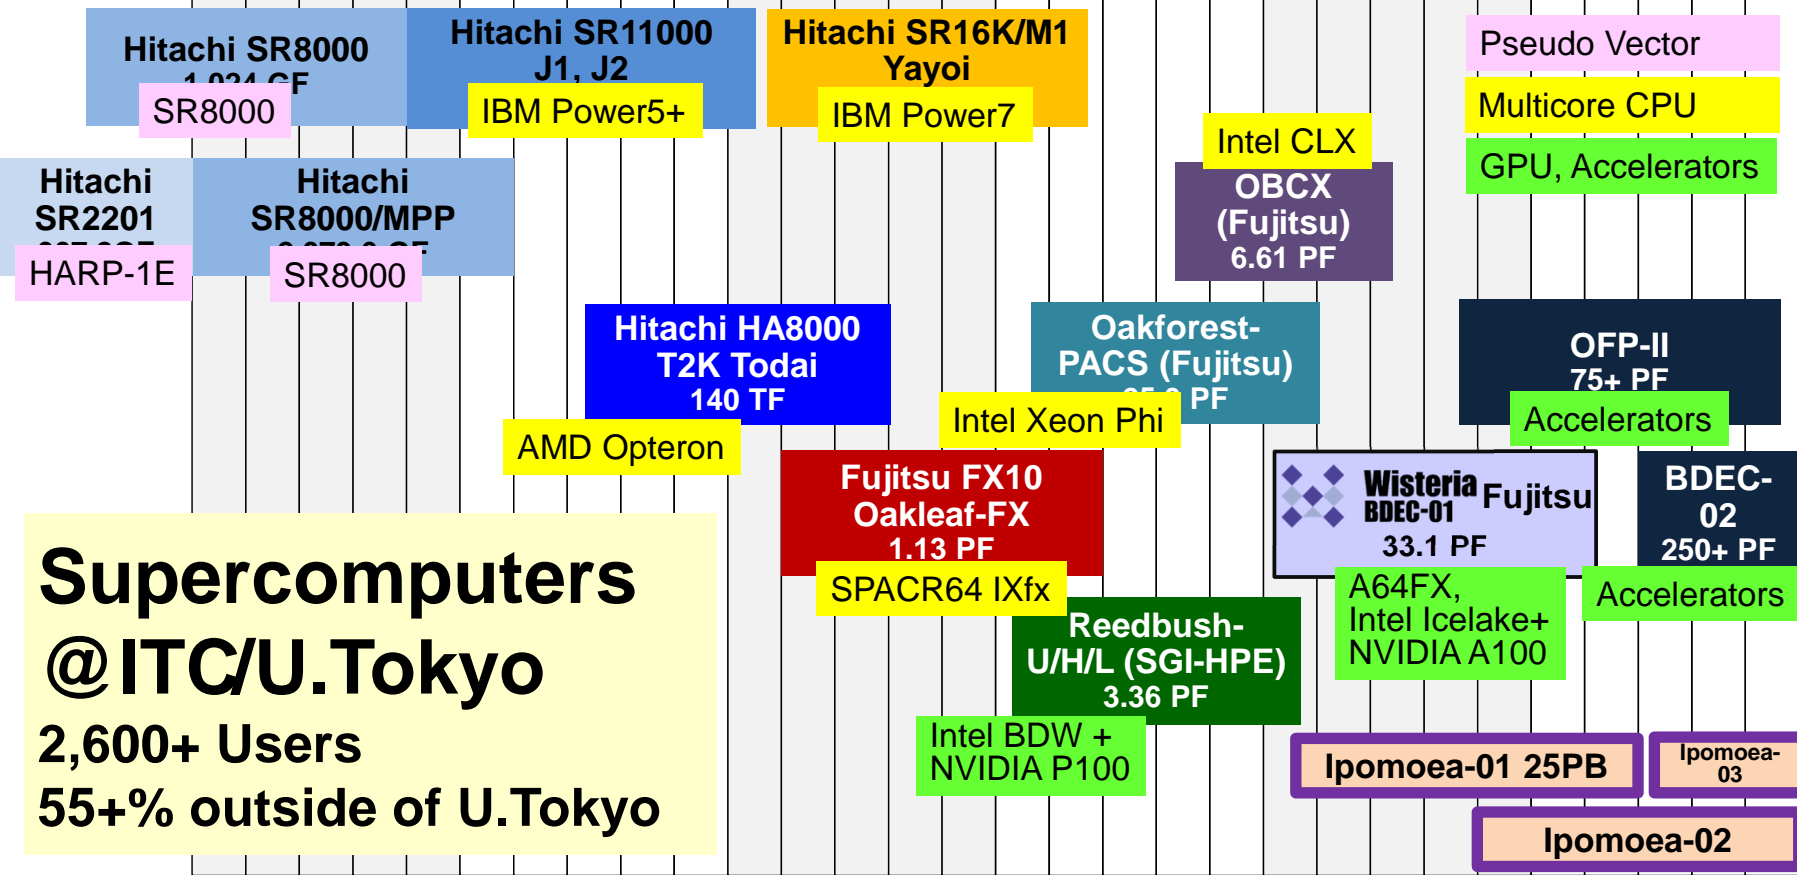 Hitachi SR8000
1,024 GF
SR8000
Hitachi SR11000
J1, J2
IBM Power5+
Hitachi SR16K/M1
Yayoi
IBM Power7
Pseudo Vector
Multicore CPU
GPU, Accelerators
Hitachi
SR2201
HARP-1E
Hitachi
SR8000/MPP
SR8000
Intel CLX
OBCX
(Fujitsu)
6.61 PF
Hitachi HA8000
T2K Todai
140 TF
AMD Opteron
Oakforest-
PACS (Fujitsu)
PF
Intel Xeon Phi
OFP-II
75+ PF
Accelerators
Fujitsu FX10
Oakleaf-FX
1.13 PF
SPACR64 IXfx
Wisteria
BDEC-01
Fujitsu
33.1 PF
A64FX,
Intel Icelake+
NVIDIA A100
BDEC-
02
250+ PF
Accelerators
Reedbush-
U/H/L (SGI-HPE)
3.36 PF
Intel BDW +
NVIDIA P100
Supercomputers
@ITC/U.Tokyo
2,600+ Users
55+% outside of U.Tokyo
Ipomoea-01 25PB
Ipomoea-
03
Ipomoea-02